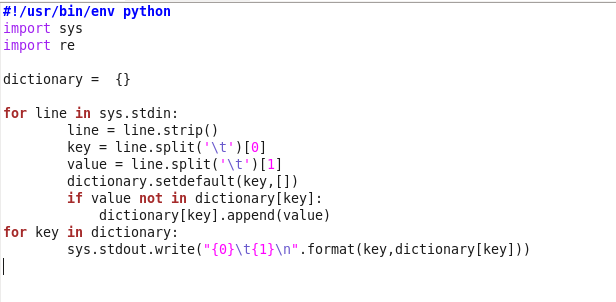 #!/usr/bin/env python
import sys
import re

dictionary =  {}

for line in sys.stdin:
        line = line.strip()
        key = line.split('\t')[0]
        value = line.split('\t')[1]
        dictionary.setdefault(key,[])
        if value not in dictionary[key]:
            dictionary[key].append(value)
for key in dictionary:
        sys.stdout.write("{0}\t{1}\n".format(key,dictionary[key]))